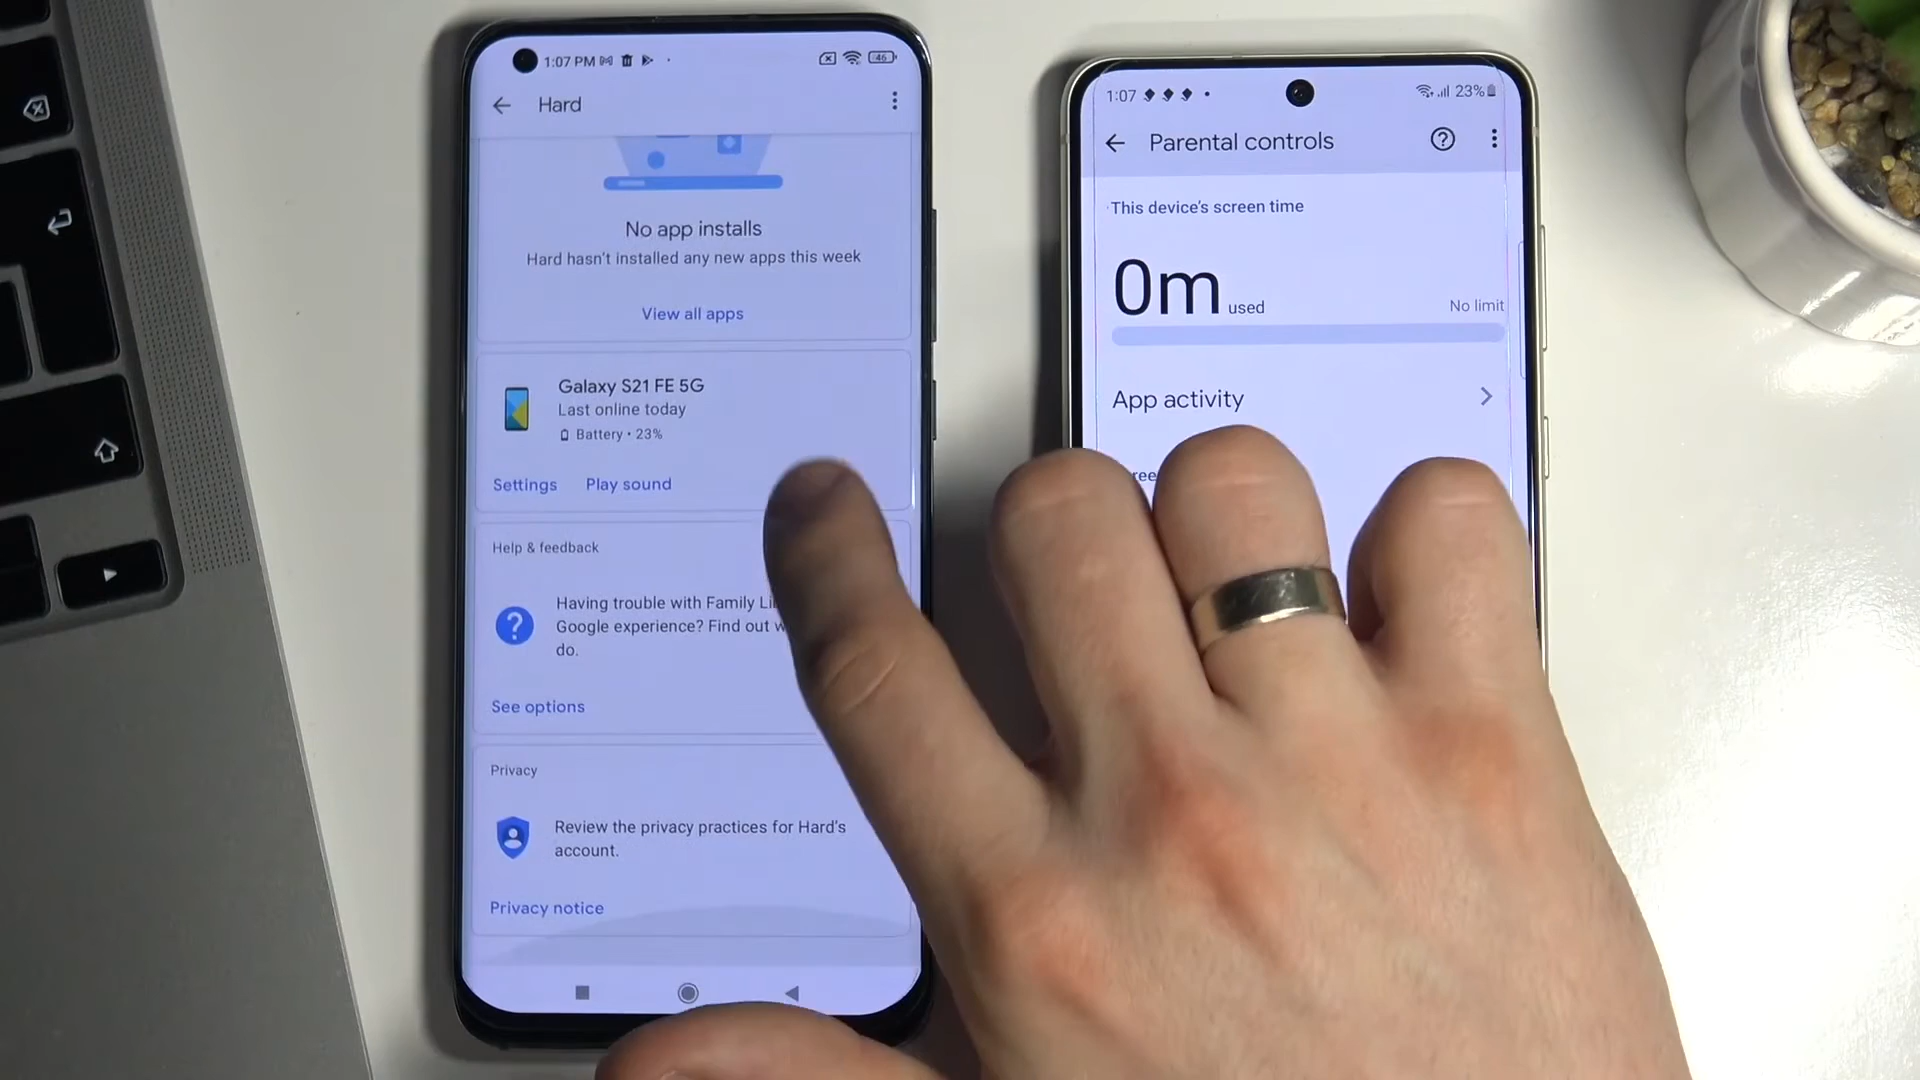 1:07 PM
46
Hard
No app installs
Hard hasn't installed any new apps this week
View all apps
Galaxy S21 FE 5G
Last online today
Battery • 23%
Settings Play sound
Help & feedback
Having trouble with Family
Google experience? Find out
do.
See options
Privacy
Review the privacy practices for Hard's
account.
Privacy notice
1:07
23%
Parental controls
This device's screen time
0m used
No limit
App activity